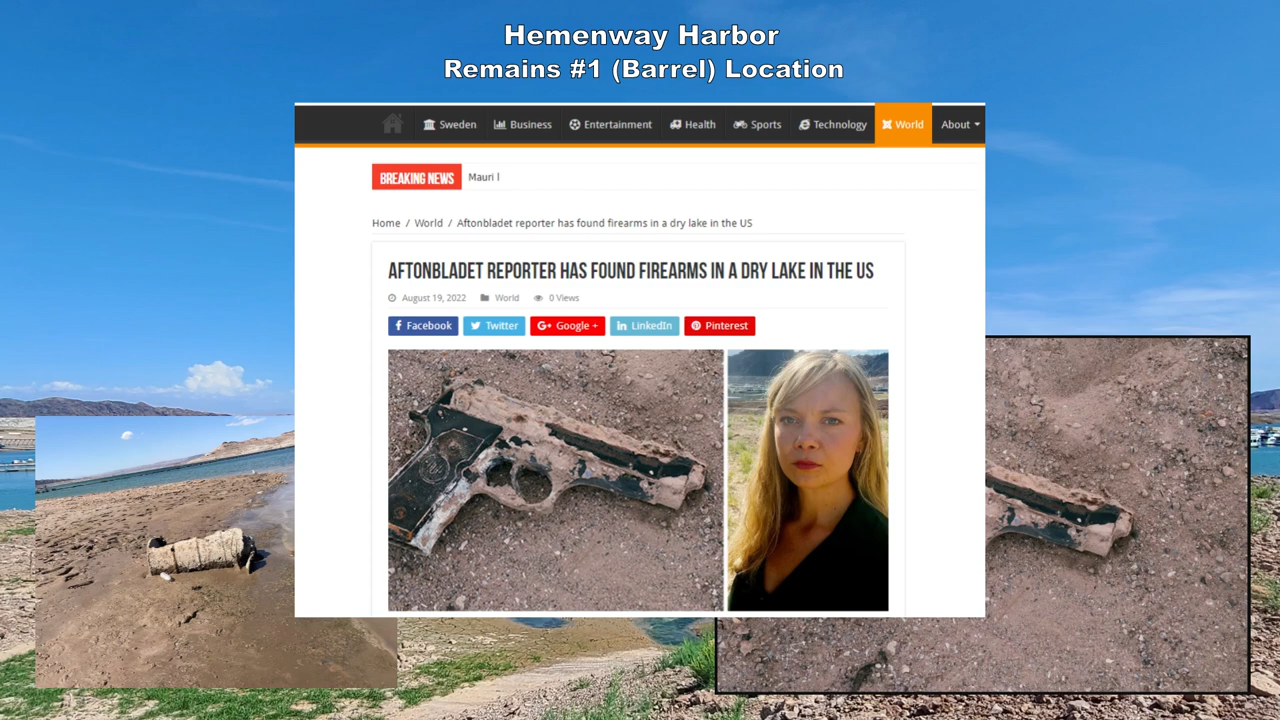 Hemenway Harbor
Remains #1 (Barrel) Location
Sweden Business Entertainment Health Sports Technology World About
BREAKING NEWS Mauri l
Home / World / Aftonbladet reporter has found firearms in a dry lake in the US
AFTONBLADET REPORTER HAS FOUND FIREARMS IN A DRY LAKE IN THE US
August 19, 2022 World 0 Views
Facebook Twitter Google + LinkedIn Pinterest